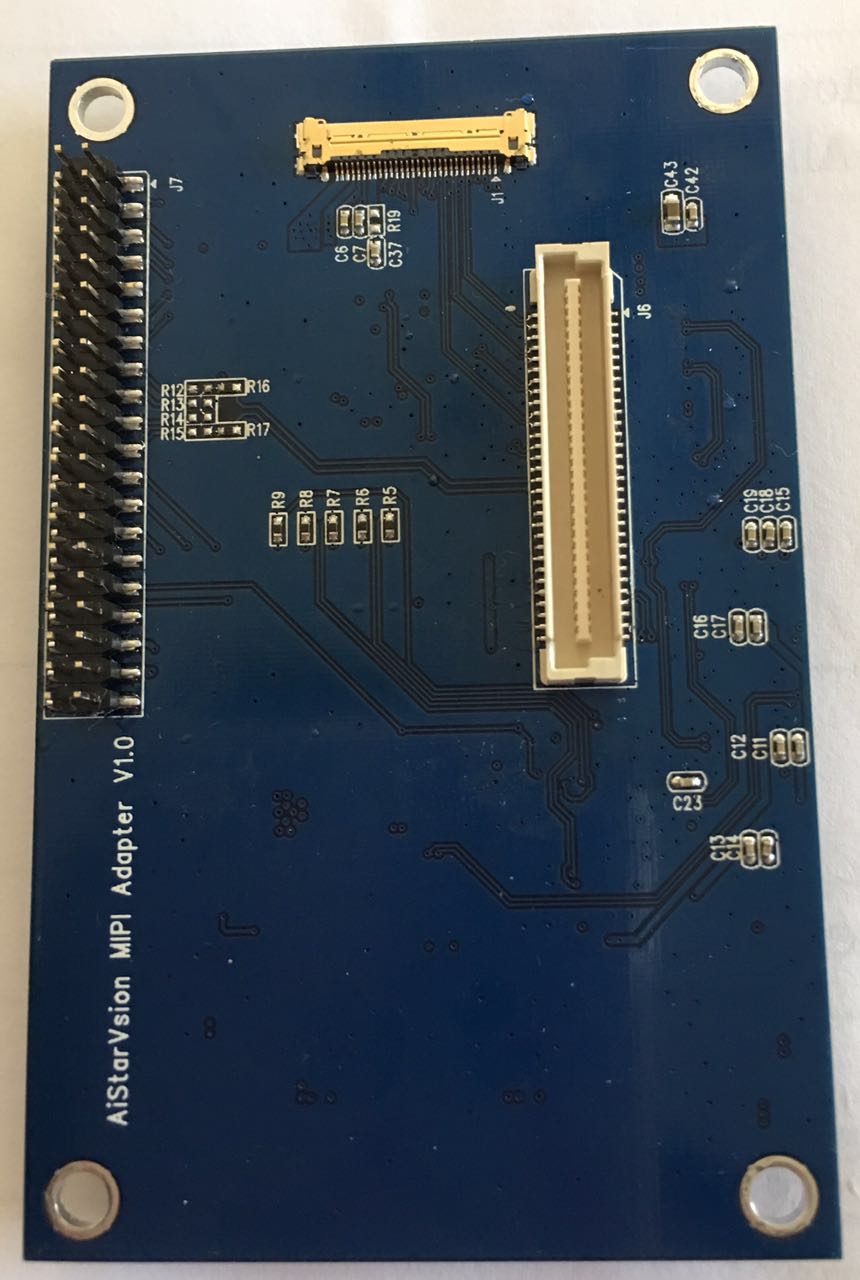 J7
J1
C43
C42
C6
C7
R19
C37
J6
R12
R16
R13
R14
R15
R17
R9
R8
R7
R6
R5
C19
C18
C15
C16
C17
C12
C11
C23
C13
C14
AiStarVsion MIPI Adapter V1.0